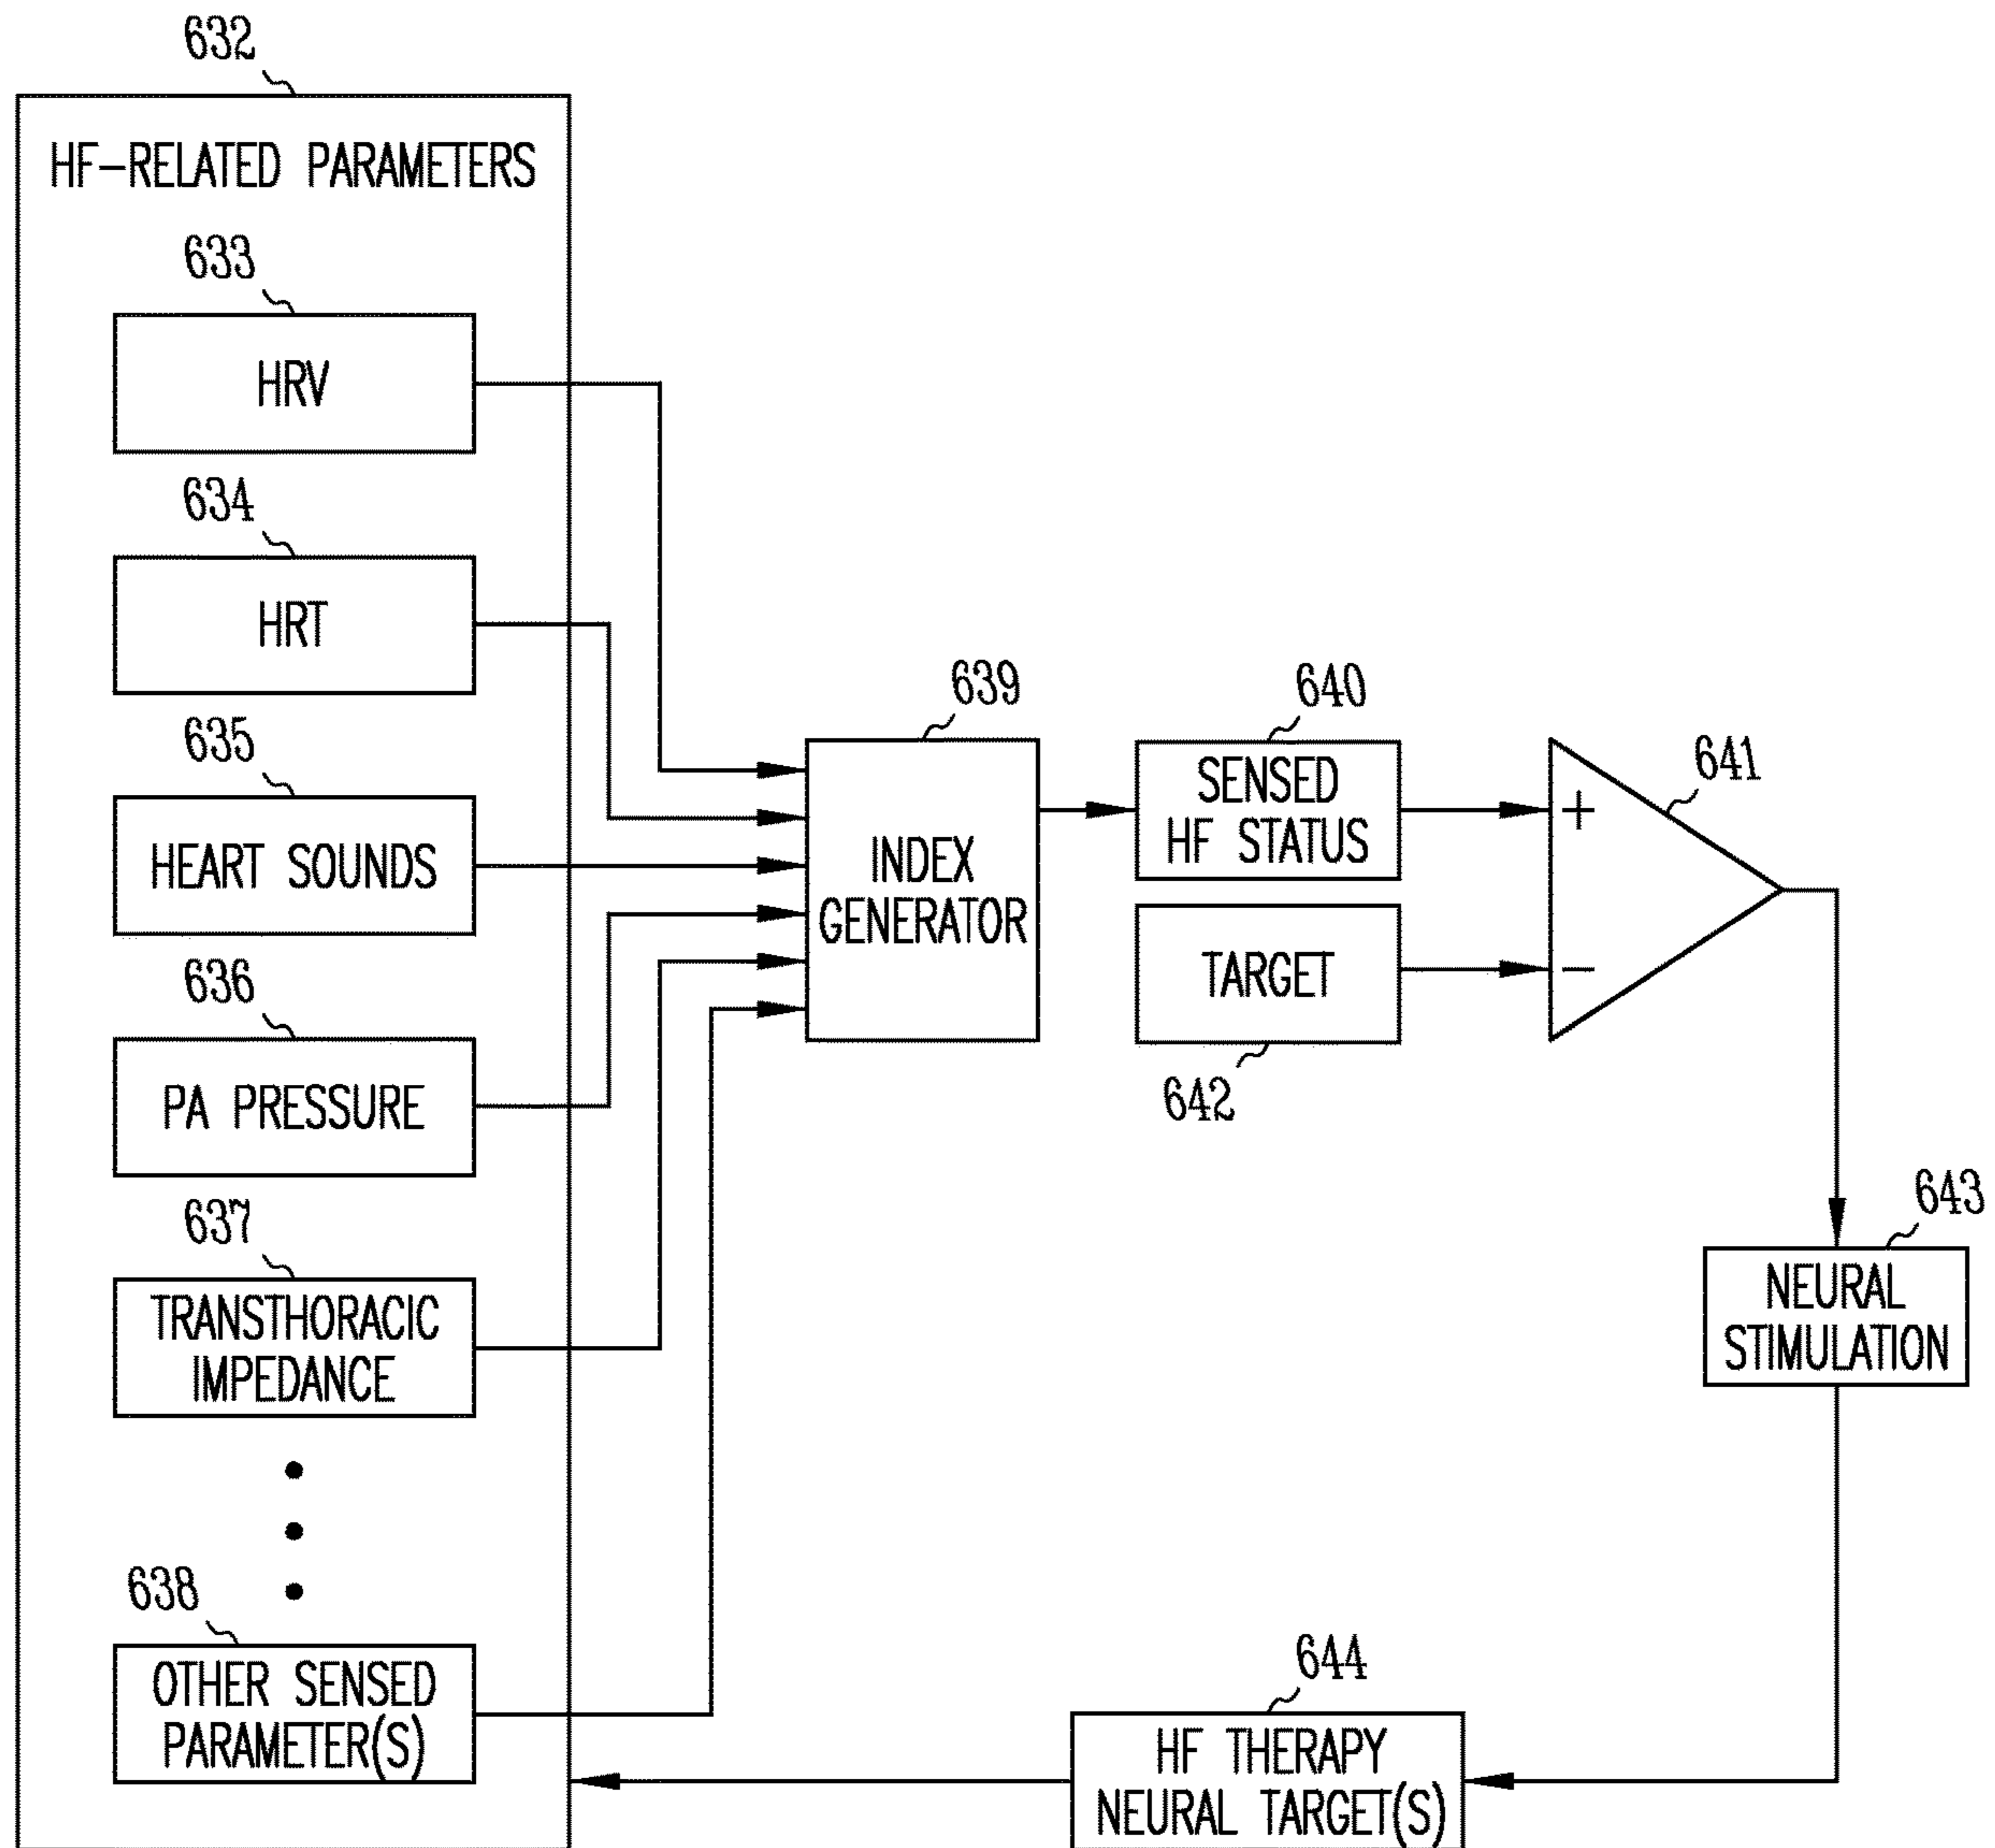 632
HF-RELATED PARAMETERS
633
HRV
634
HRT
635
HEART SOUNDS
636
PA PRESSURE
637
TRANSTHORACIC
IMPEDANCE
638
OTHER SENSED
PARAMETER(S)
639
INDEX
GENERATOR
640
SENSED
HF STATUS
TARGET
642
641
+
−
643
NEURAL
STIMULATION
644
HF THERAPY
NEURAL TARGET(S)